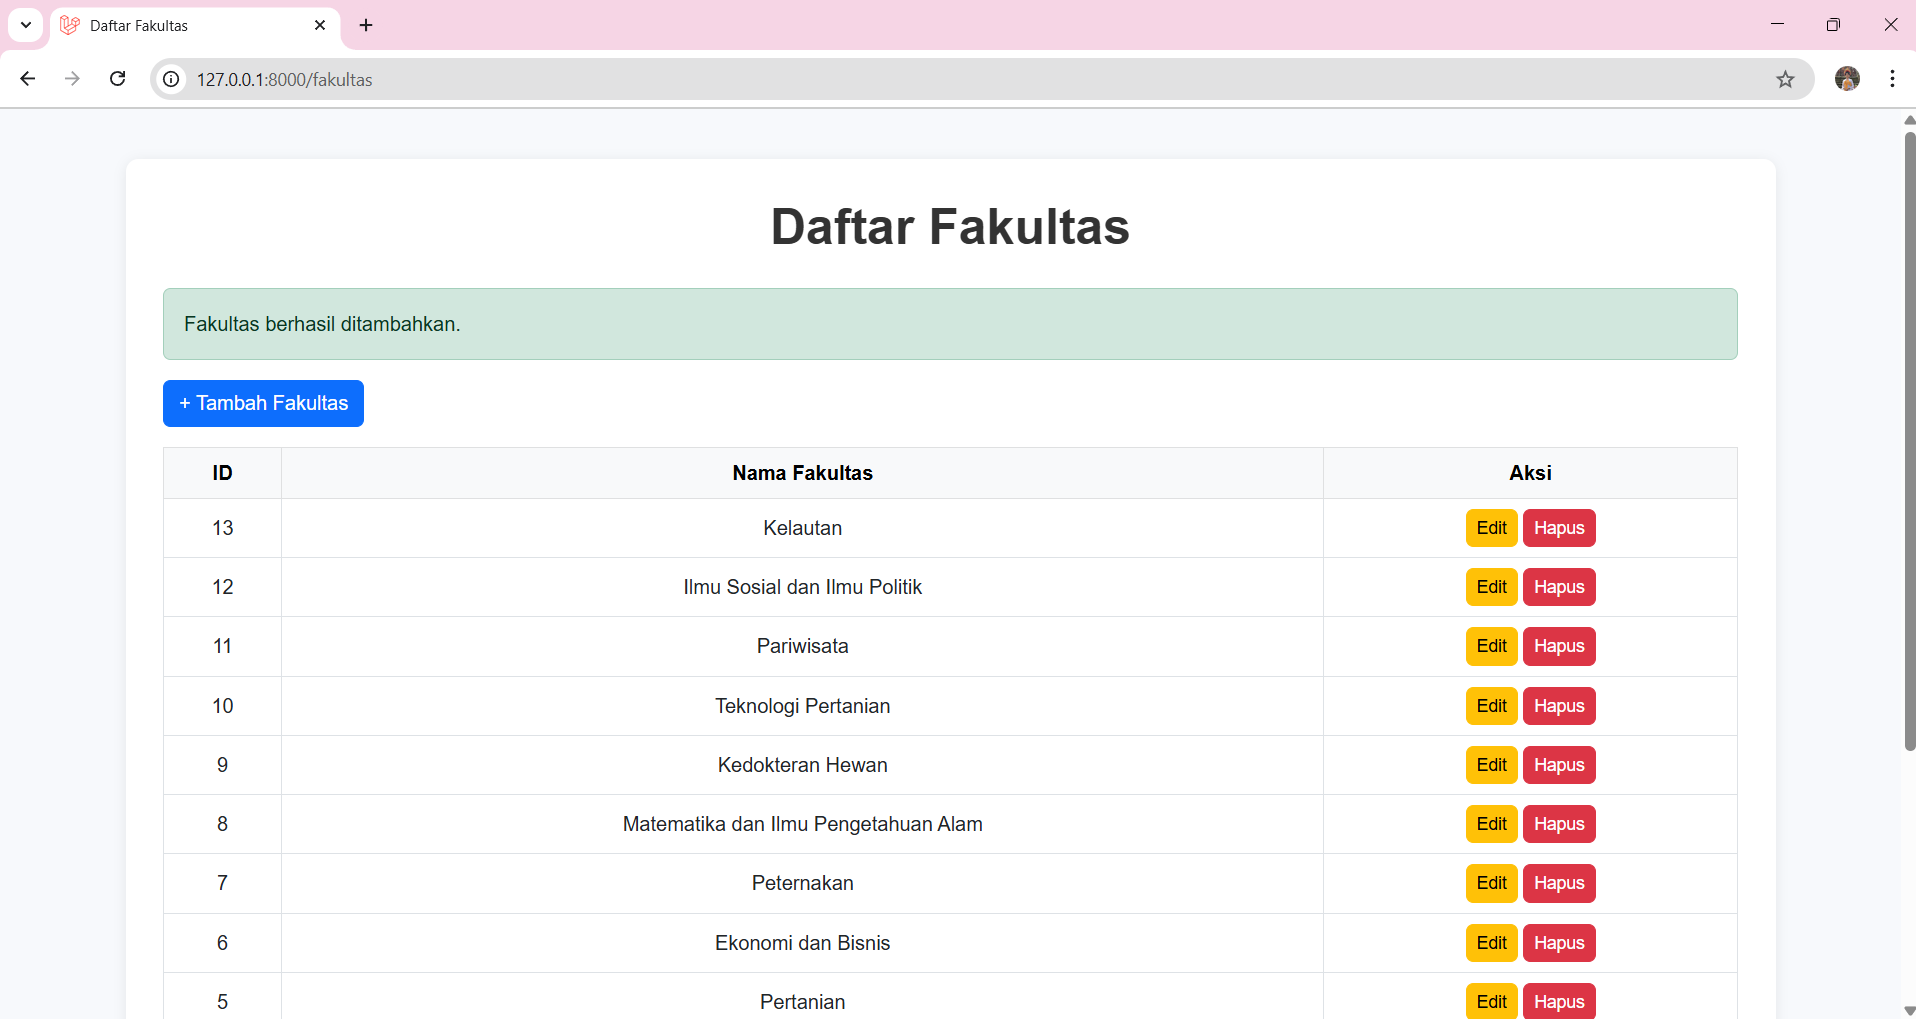 Daftar Fakultas
127.0.0.1:8000/fakultas
Daftar Fakultas
Fakultas berhasil ditambahkan.
+ Tambah Fakultas
ID Nama Fakultas Aksi
13 Kelautan Edit Hapus
12 Ilmu Sosial dan Ilmu Politik Edit Hapus
11 Pariwisata Edit Hapus
10 Teknologi Pertanian Edit Hapus
9 Kedokteran Hewan Edit Hapus
8 Matematika dan Ilmu Pengetahuan Alam Edit Hapus
7 Peternakan Edit Hapus
6 Ekonomi dan Bisnis Edit Hapus
5 Pertanian Edit Hapus